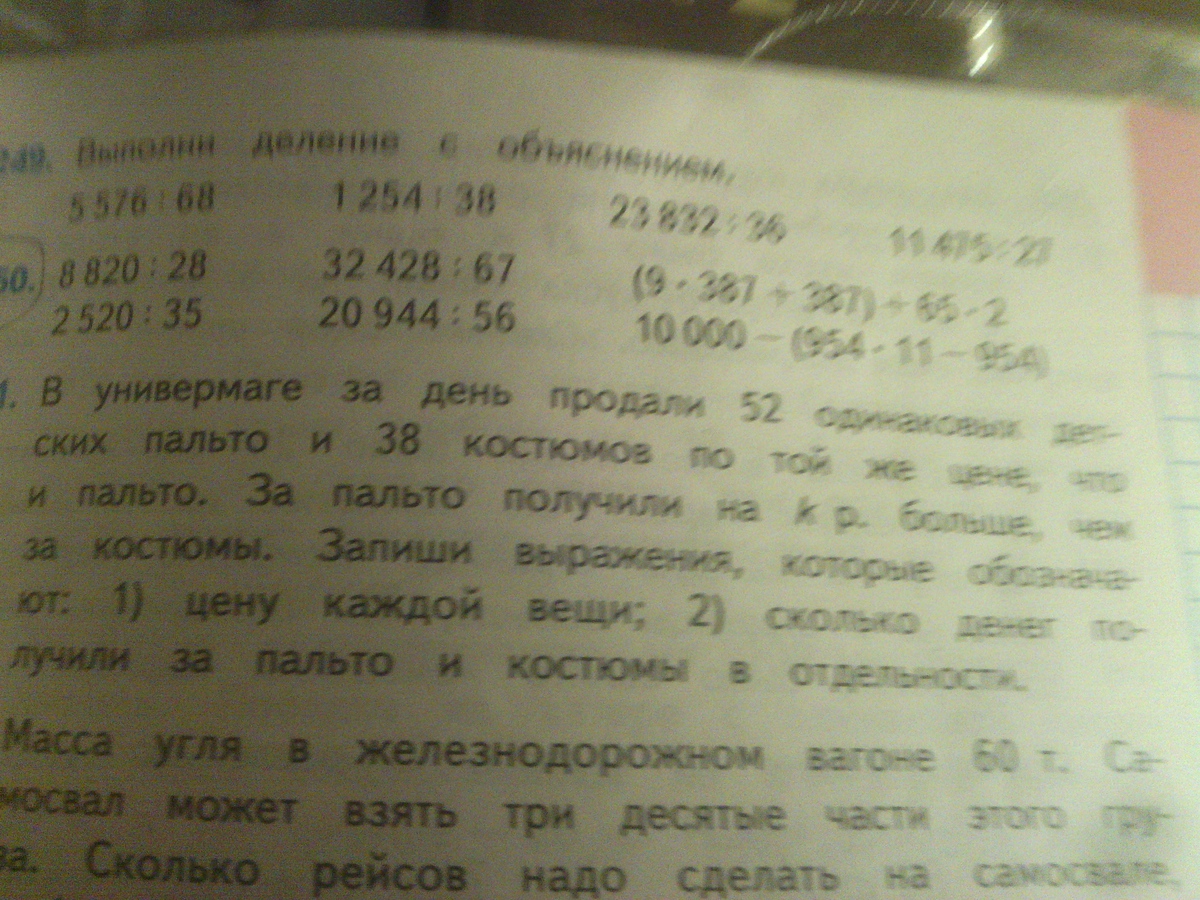 249. Выполни деление с объяснением.
5 576 : 68 1 254 : 38 23 832 : 36 11 475 : 27
50. 8 820 : 28 32 428 : 67 (9 · 387 + 387) + 65 · 2
2 520 : 35 20 944 : 56 10 000 − (954 · 11 − 954)
1. В универмаге за день продали 52 одинаковых дет-
ских пальто и 38 костюмов по той же цене, что
и пальто. За пальто получили на k р. больше, чем
за костюмы. Запиши выражения, которые обознача-
ют: 1) цену каждой вещи; 2) сколько денег по-
лучили за пальто и костюмы в отдельности.
Масса угля в железнодорожном вагоне 60 т. Са-
мосвал может взять три десятые части этого гру-
за. Сколько рейсов надо сделать на самосвале,